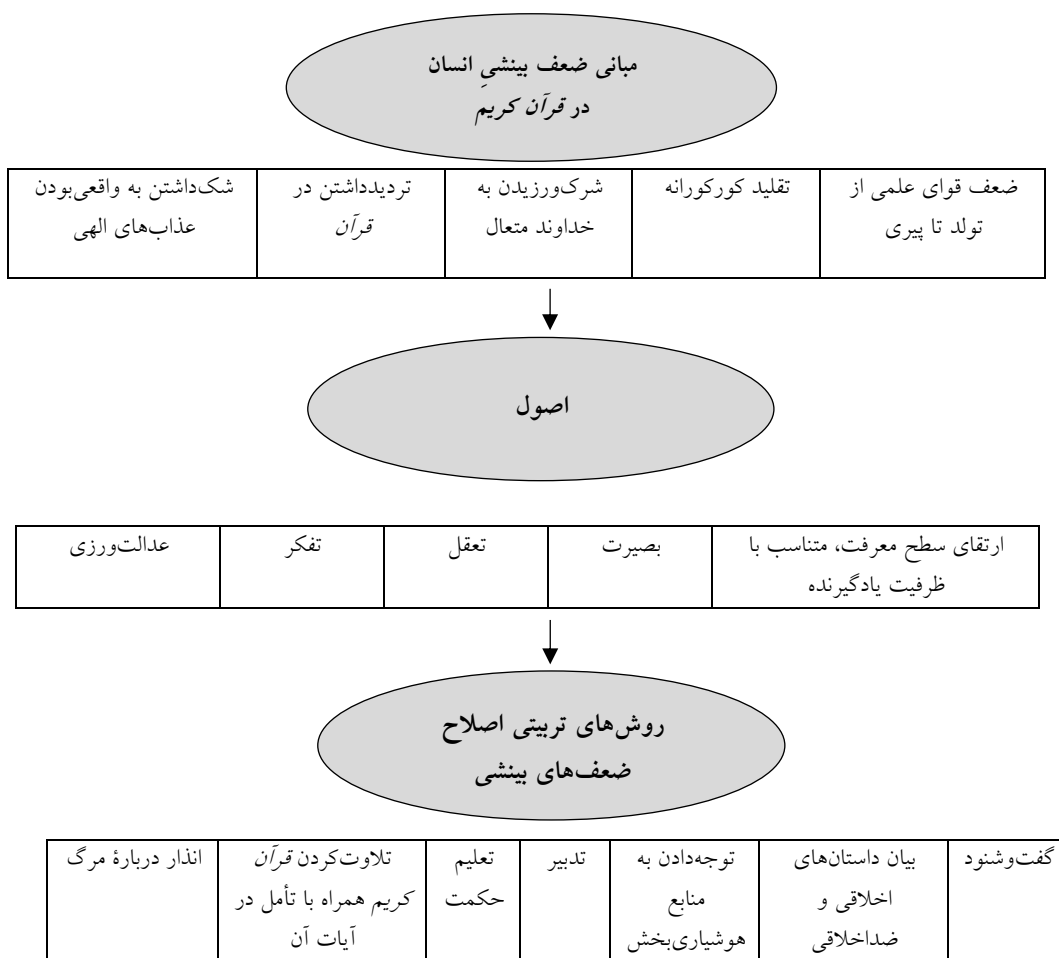 مبانی ضعف بینشیِ انسان
در قرآن کریم
ضعف قوای علمی از
تولد تا پیری
تقلید کورکورانه
شرک‌ورزیدن به
خداوند متعال
تردیدداشتن در
قرآن
شک‌داشتن به واقعی‌بودن
عذاب‌های الهی
اصول
ارتقای سطح معرفت، متناسب با
ظرفیت یادگیرنده
بصیرت
تعقل
تفکر
عدالت‌ورزی
روش‌های تربیتی اصلاح
ضعف‌های بینشی
گفت‌وشنود
بیان داستان‌های
اخلاقی و
ضداخلاقی
توجه‌دادن به
منابع
هوشیاری‌بخش
تدبیر
تعلیم
حکمت
تلاوت‌کردن قرآن
کریم همراه با تأمل در
آیات آن
انذار دربارۀ مرگ